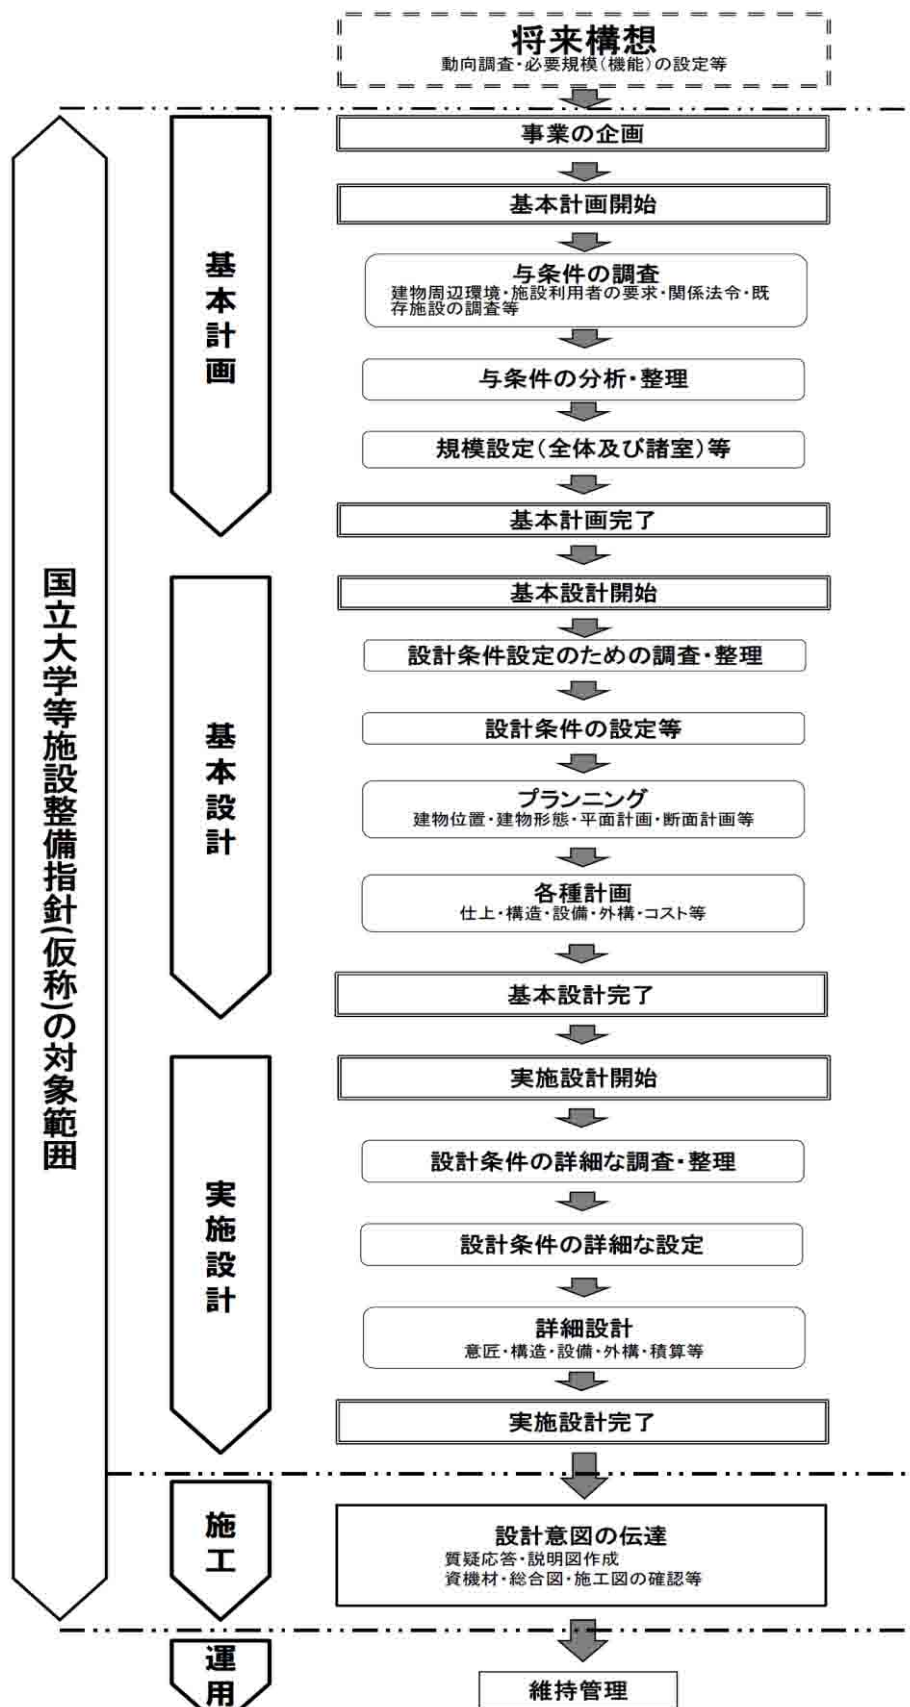 将来構想
動向調査・必要規模(機能)の設定等
国立大学等施設整備指針(仮称)の対象範囲
基本計画
事業の企画
基本計画開始
与条件の調査
建物周辺環境・施設利用者の要求・関係法令・既
存施設の調査等
与条件の分析・整理
規模設定(全体及び諸室)等
基本計画完了
基本設計
基本設計開始
設計条件設定のための調査・整理
設計条件の設定等
プランニング
建物位置・建物形態・平面計画・断面計画等
各種計画
仕上・構造・設備・外構・コスト等
基本設計完了
実施設計
実施設計開始
設計条件の詳細な調査・整理
設計条件の詳細な設定
詳細設計
意匠・構造・設備・外構・積算等
実施設計完了
施工
設計意図の伝達
質疑応答・説明図作成
資機材・総合図・施工図の確認等
運用
維持管理